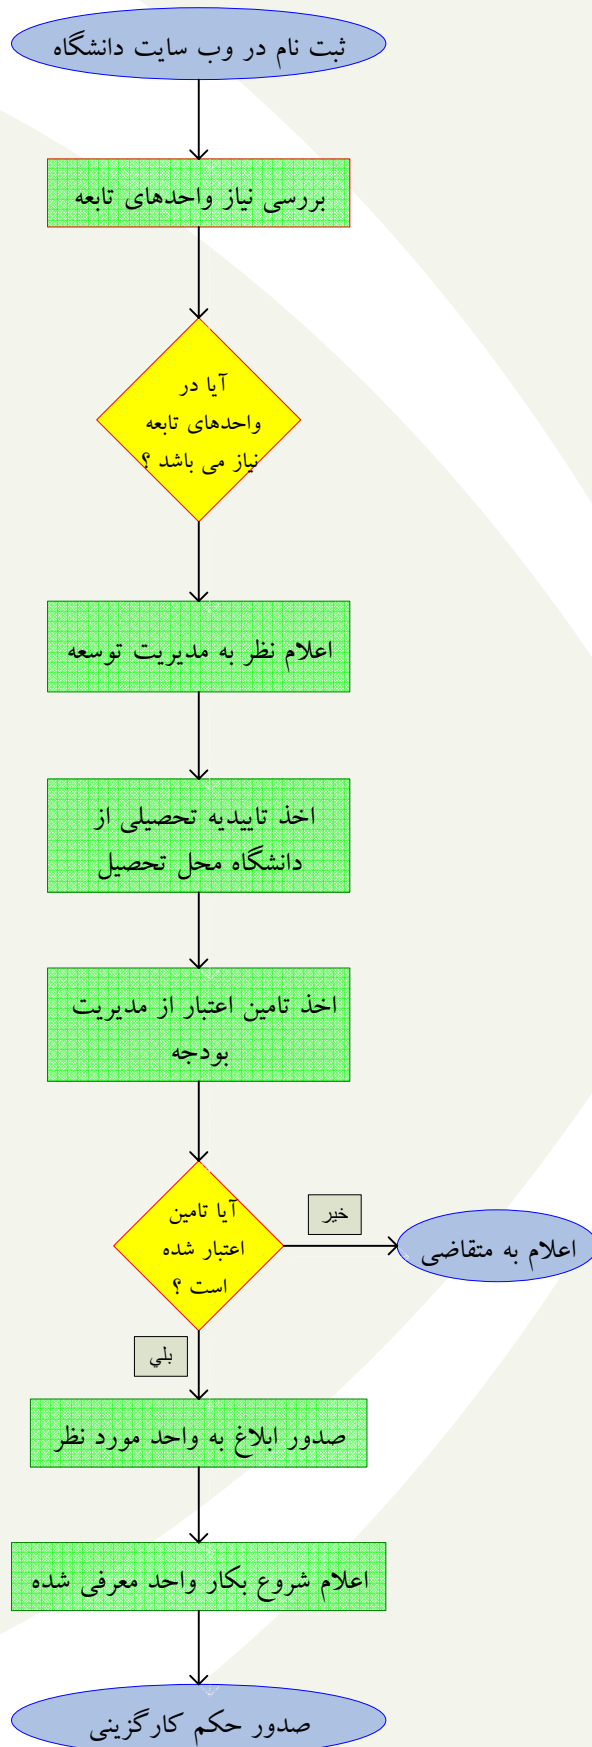 ثبت نام در وب سایت دانشگاه
بررسی نیاز واحدهای تابعه
آیا در
واحدهای تابعه
نیاز می باشد ؟
اعلام نظر به مدیریت توسعه
اخذ تاییدیه تحصیلی از
دانشگاه محل تحصیل
اخذ تامین اعتبار از مدیریت
بودجه
آیا تامین
اعتبار شده
است ؟
خیر
اعلام به متقاضی
بلي
صدور ابلاغ به واحد مورد نظر
اعلام شروع بکار واحد معرفی شده
صدور حکم کارگزینی